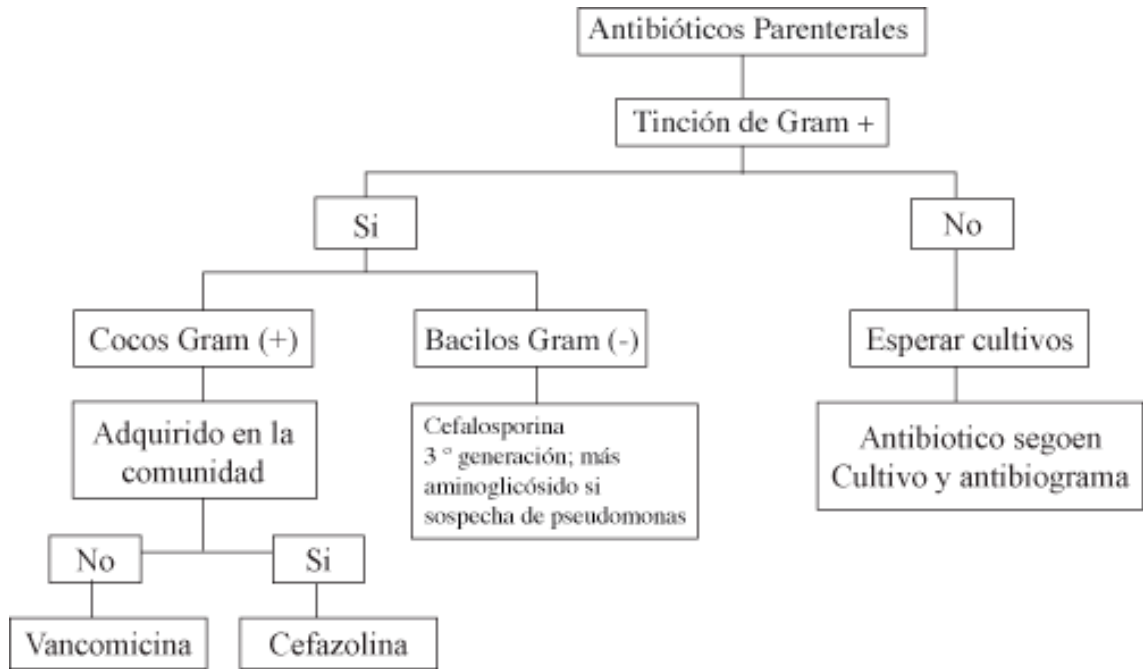 Antibióticos Parenterales
Tinción de Gram +
Si
No
Cocos Gram (+)
Bacilos Gram (-)
Esperar cultivos
Adquirido en la
comunidad
Cefalosporina
3 º generación; más
aminoglicósido si
sospecha de pseudomonas
Antibiotico segoen
Cultivo y antibiograma
No
Si
Vancomicina
Cefazolina